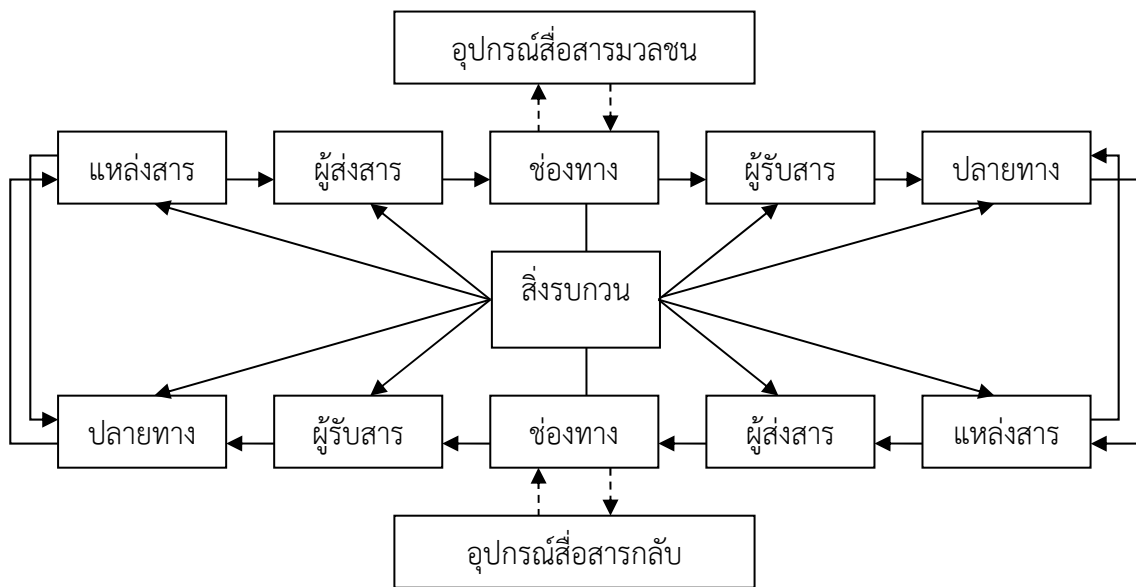 อุปกรณ์สื่อสารมวลชน
แหล่งสาร
ผู้ส่งสาร
ช่องทาง
ผู้รับสาร
ปลายทาง
สิ่งรบกวน
ปลายทาง
ผู้รับสาร
ช่องทาง
ผู้ส่งสาร
แหล่งสาร
อุปกรณ์สื่อสารกลับ